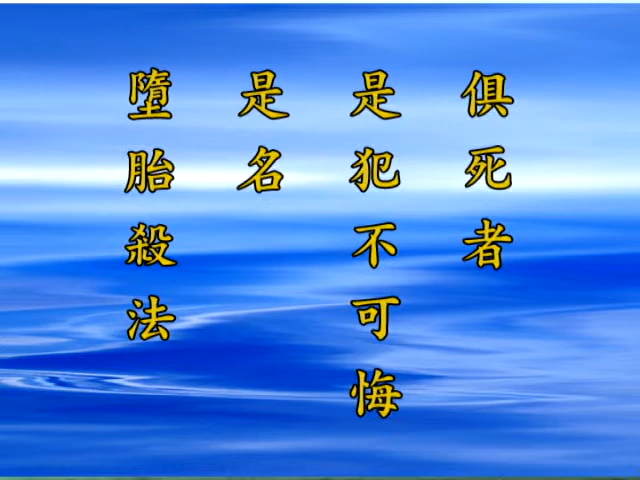 俱死者
是犯不可悔
是名
墮胎殺法